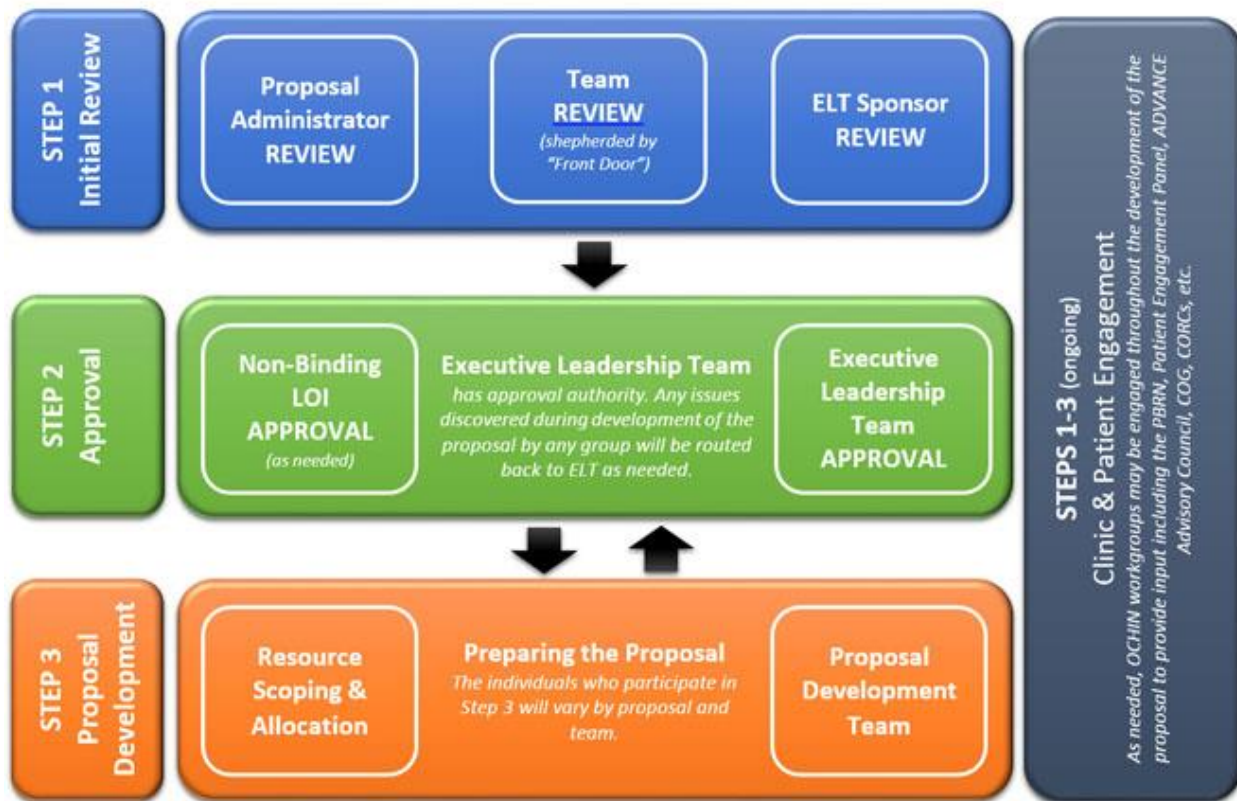 STEP 1
Initial Review
Proposal
Administrator
REVIEW
Team
REVIEW
(shepherded by
"Front Door")
ELT Sponsor
REVIEW
STEP 2
Approval
Non-Binding
LOI
APPROVAL
(as needed)
Executive Leadership Team
has approval authority. Any issues
discovered during development of the
proposal by any group will be routed
back to ELT as needed.
Executive
Leadership
Team
APPROVAL
STEP 3
Proposal
Development
Resource
Scoping &
Allocation
Preparing the Proposal
The individuals who participate in
Step 3 will vary by proposal and
team.
Proposal
Development
Team
STEPS 1-3 (ongoing)
Clinic & Patient Engagement
As needed, OCHIN workgroups may be engaged throughout the development of the
proposal to provide input including the PBRN, Patient Engagement Panel, ADVANCE
Advisory Council, COG, CORCs, etc.